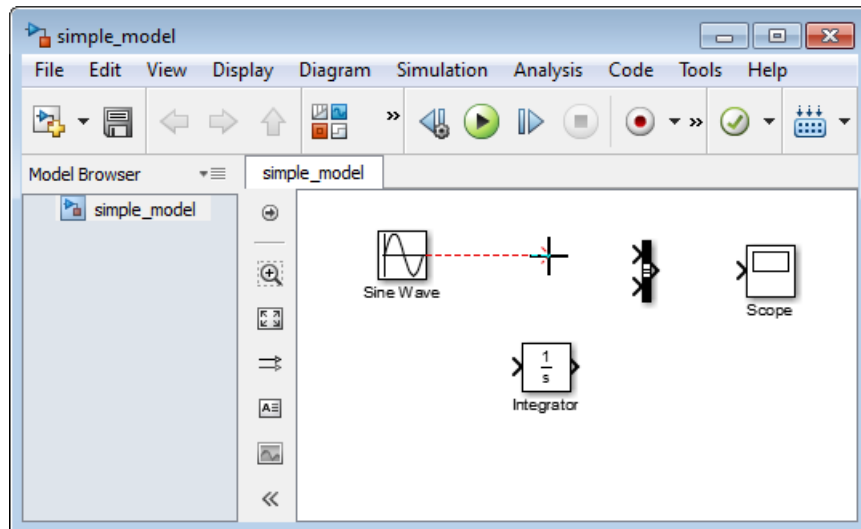 simple_model
File Edit View Display Diagram Simulation Analysis Code Tools Help
Model Browser
simple_model
simple_model
Sine Wave
Scope
1
s
Integrator